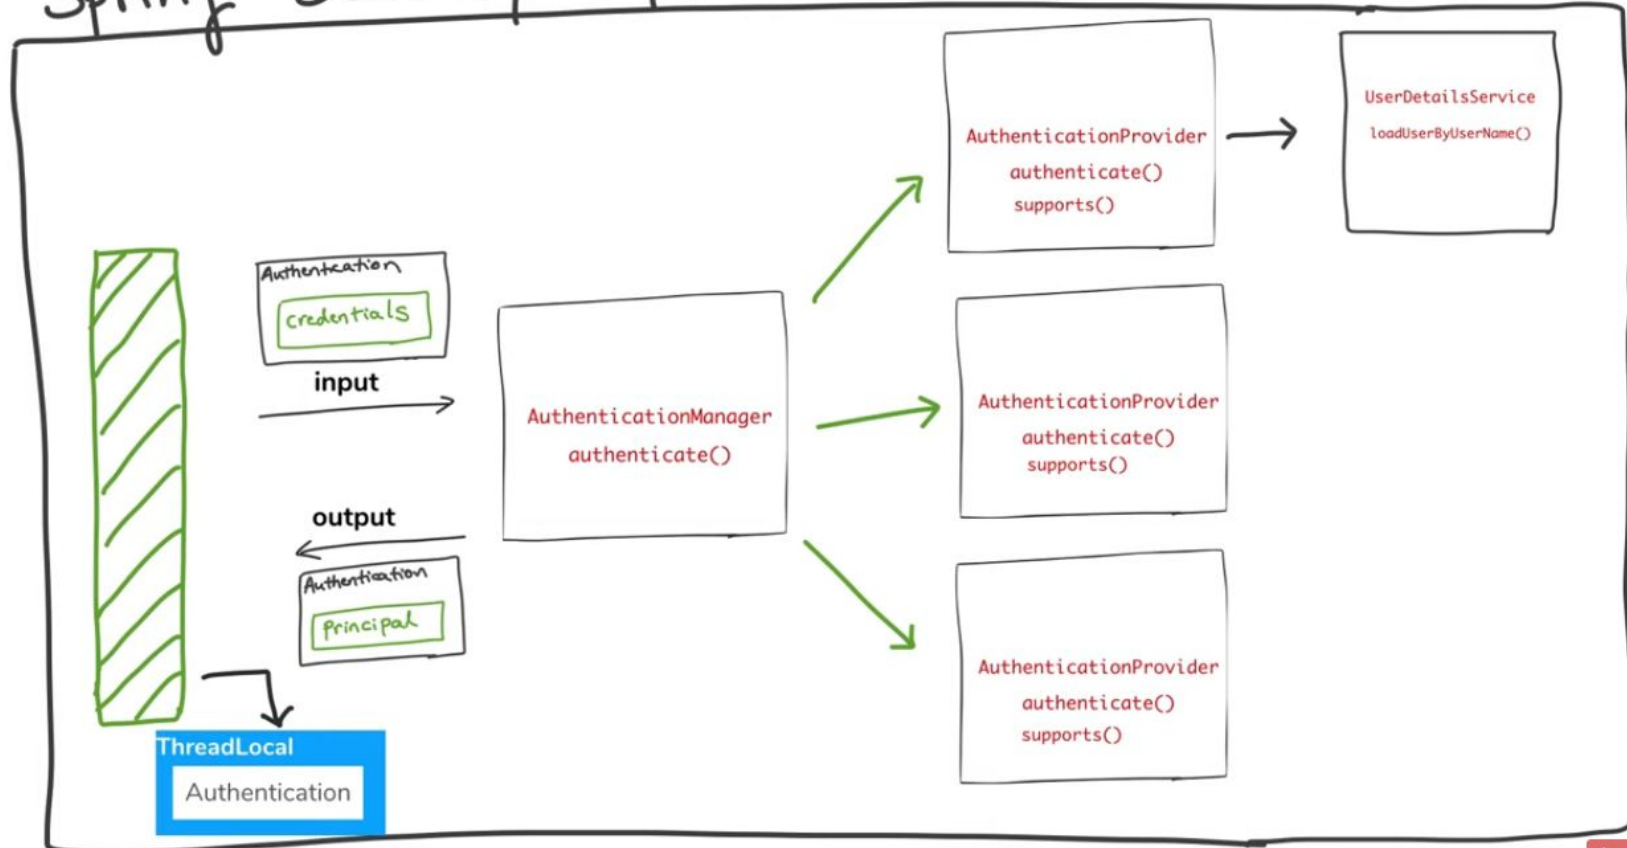 Spring
Authentication
credentials
input
AuthenticationManager
authenticate()
output
Authentication
Principal
ThreadLocal
Authentication
AuthenticationProvider
authenticate()
supports()
UserDetailsService
loadUserByUserName()
AuthenticationProvider
authenticate()
supports()
AuthenticationProvider
authenticate()
supports()